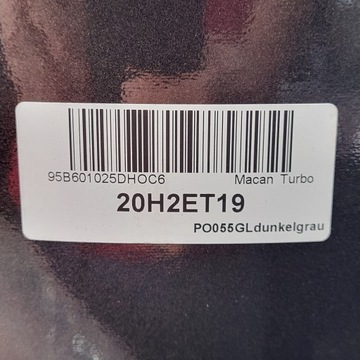 95B601025DHOC6 Macan Turbo
20H2ET19
PO055GLdunkelgrau